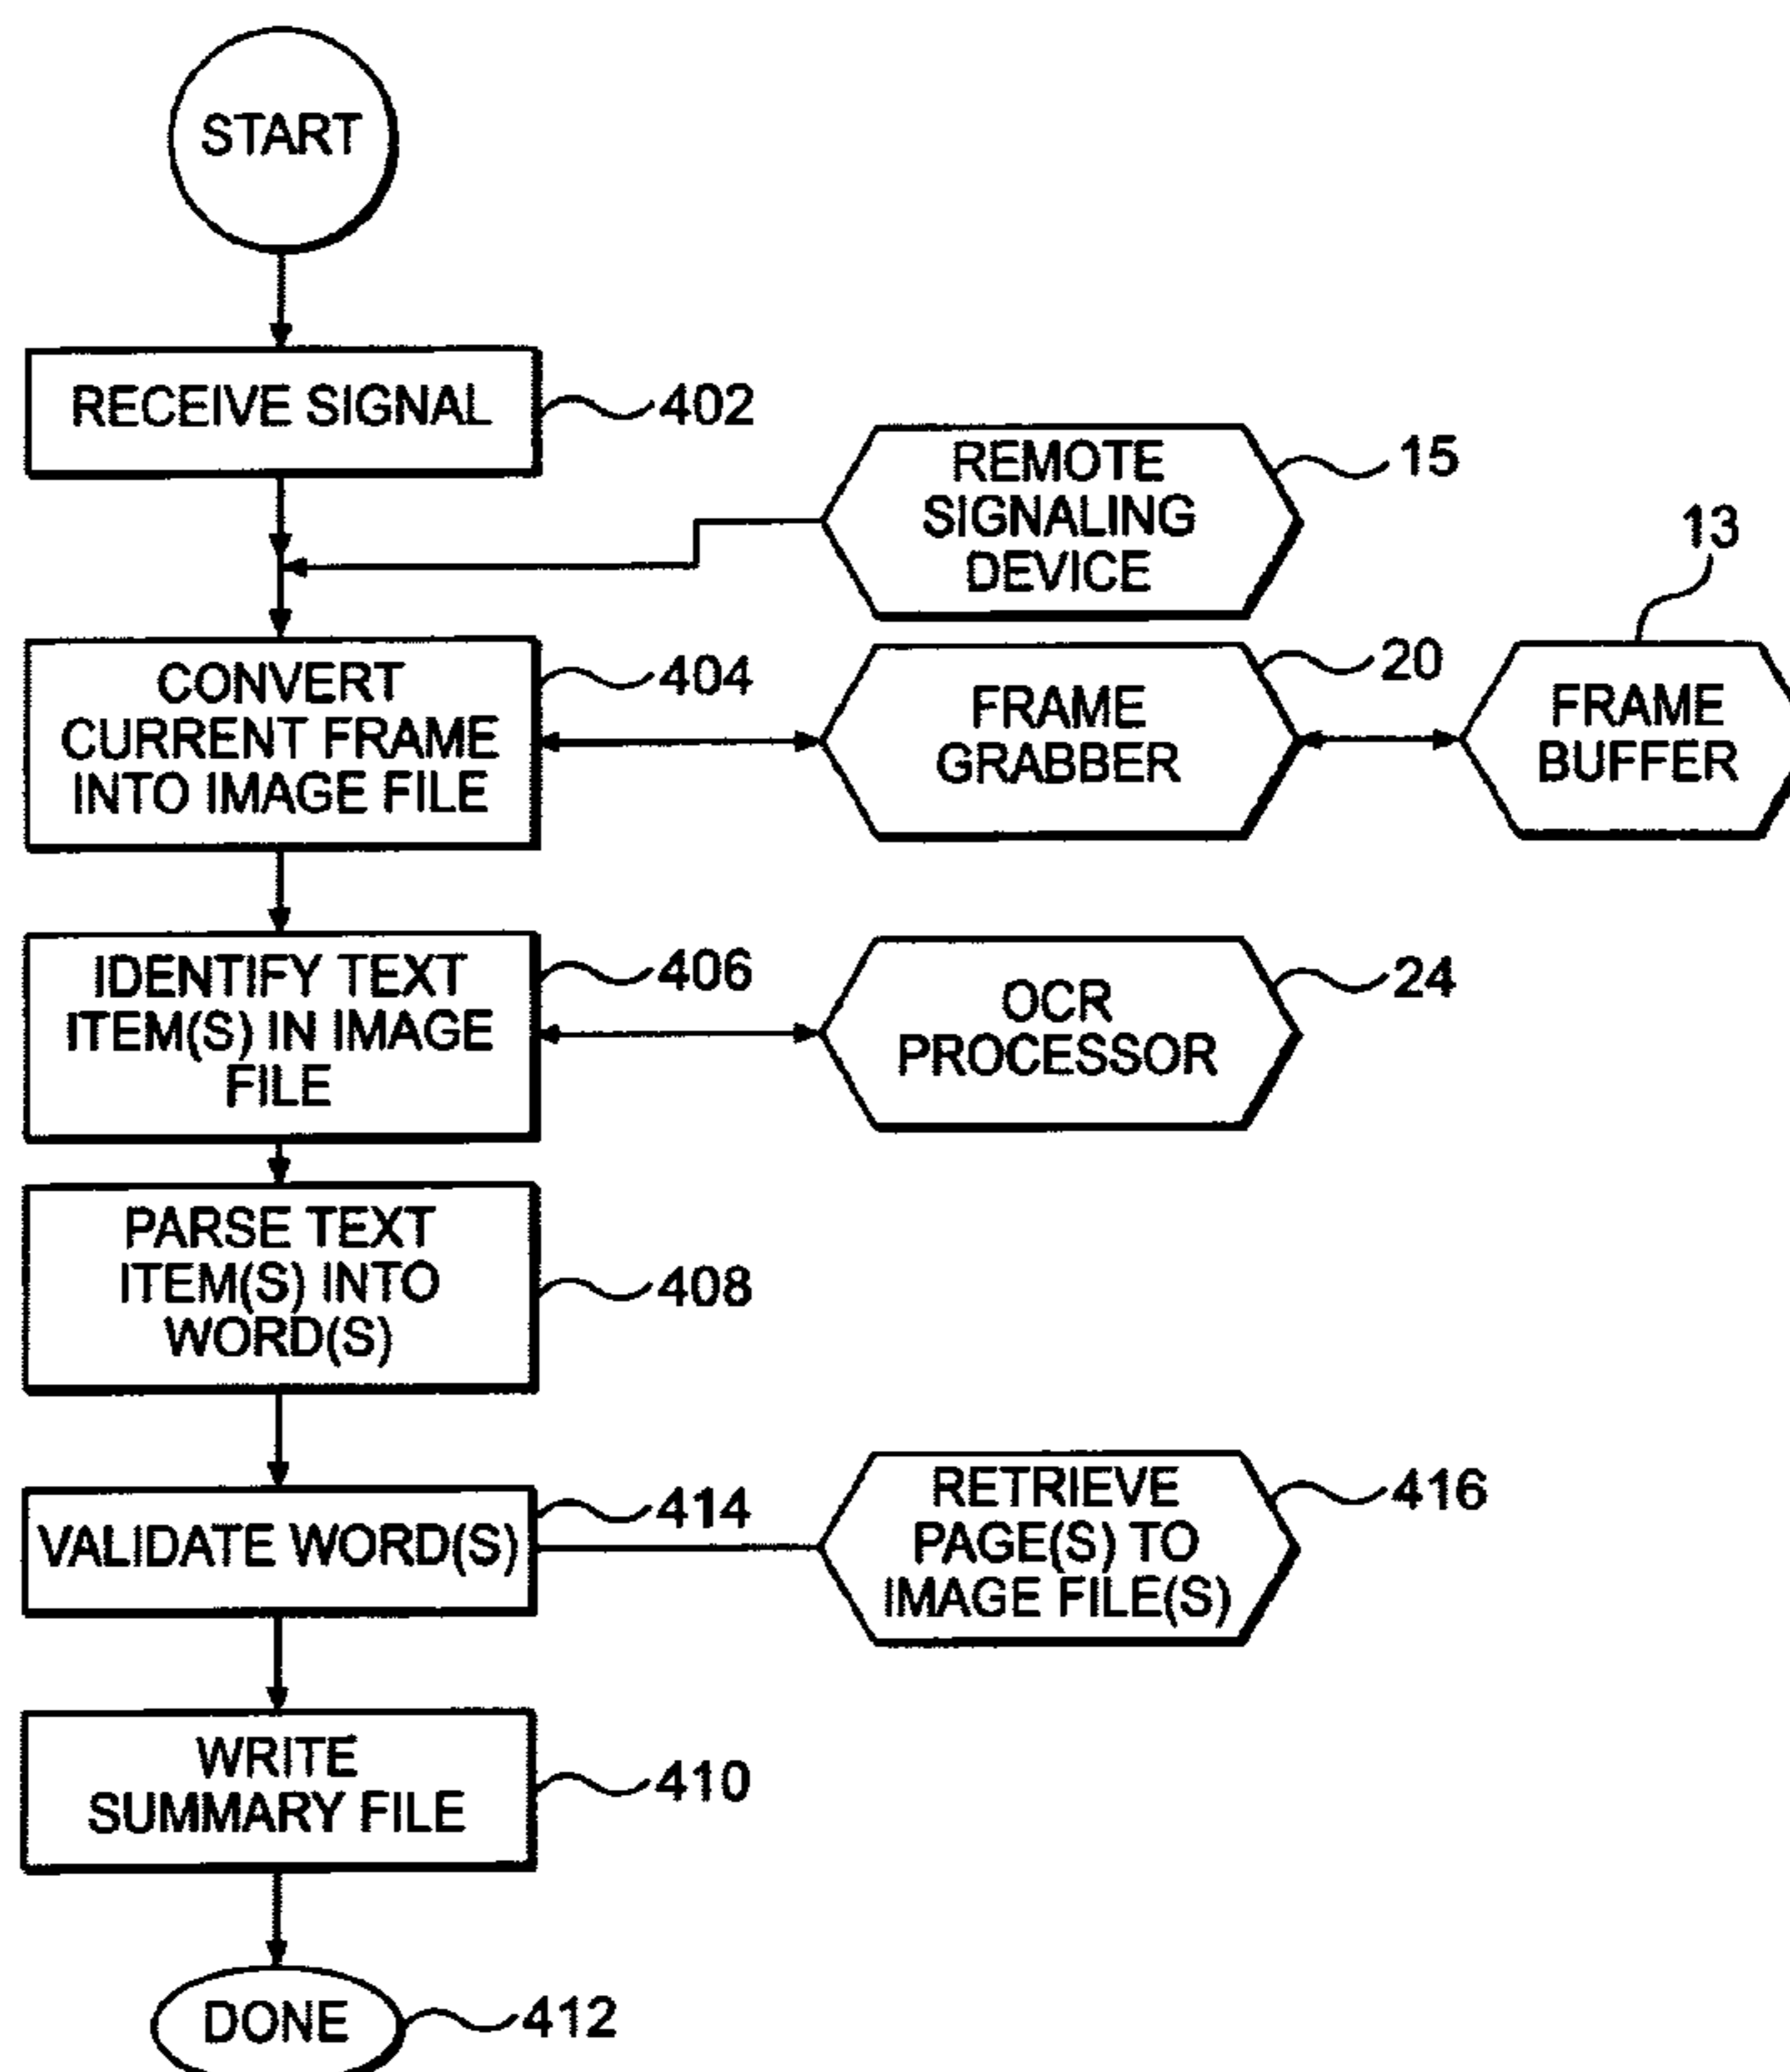 START
RECEIVE SIGNAL
402
REMOTE
SIGNALING
DEVICE
15
13
CONVERT
CURRENT FRAME
INTO IMAGE FILE
404
FRAME
GRABBER
20
FRAME
BUFFER
IDENTIFY TEXT
ITEM(S) IN IMAGE
FILE
406
OCR
PROCESSOR
24
PARSE TEXT
ITEM(S) INTO
WORD(S)
408
VALIDATE WORD(S)
414
RETRIEVE
PAGE(S) TO
IMAGE FILE(S)
416
WRITE
SUMMARY FILE
410
DONE
412